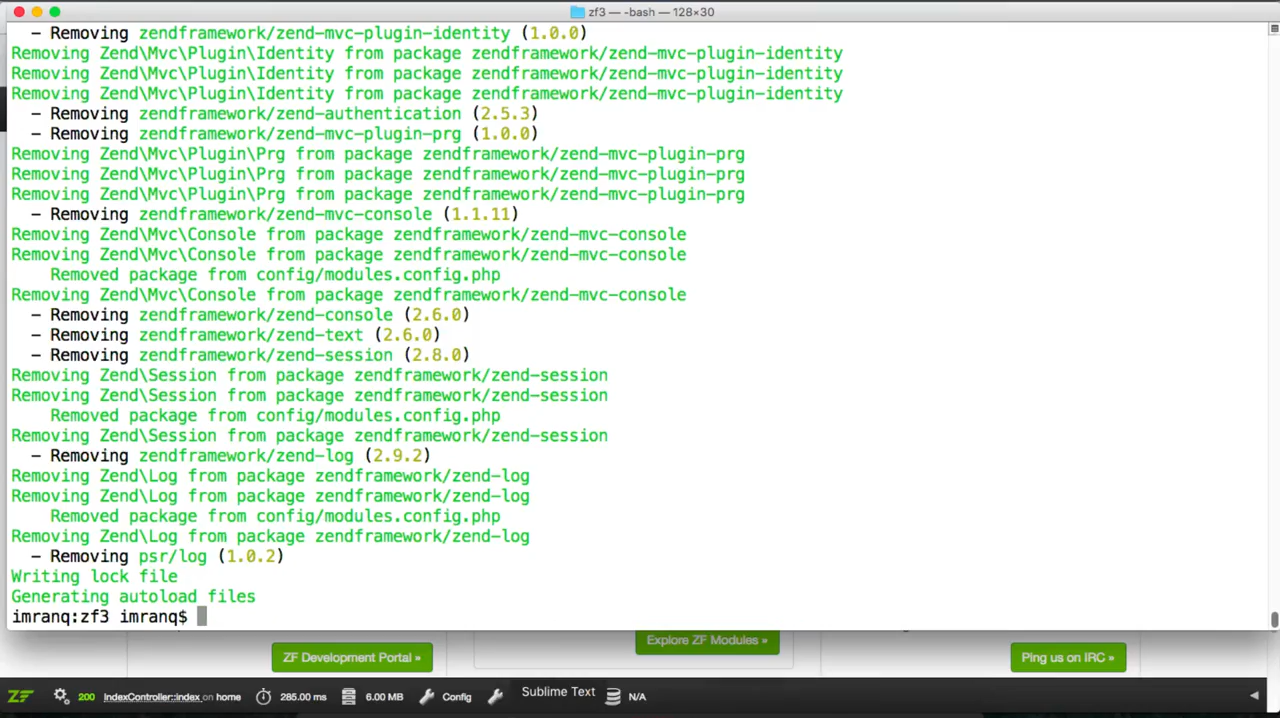 zf3 — -bash — 128×30
– Removing zendframework/zend-mvc-plugin-identity (1.0.0)
Removing Zend\Mvc\Plugin\Identity from package zendframework/zend-mvc-plugin-identity
Removing Zend\Mvc\Plugin\Identity from package zendframework/zend-mvc-plugin-identity
Removing Zend\Mvc\Plugin\Identity from package zendframework/zend-mvc-plugin-identity
– Removing zendframework/zend-authentication (2.5.3)
– Removing zendframework/zend-mvc-plugin-prg (1.0.0)
Removing Zend\Mvc\Plugin\Prg from package zendframework/zend-mvc-plugin-prg
Removing Zend\Mvc\Plugin\Prg from package zendframework/zend-mvc-plugin-prg
Removing Zend\Mvc\Plugin\Prg from package zendframework/zend-mvc-plugin-prg
– Removing zendframework/zend-mvc-console (1.1.11)
Removing Zend\Mvc\Console from package zendframework/zend-mvc-console
Removing Zend\Mvc\Console from package zendframework/zend-mvc-console
Removed package from config/modules.config.php
Removing Zend\Mvc\Console from package zendframework/zend-mvc-console
– Removing zendframework/zend-console (2.6.0)
– Removing zendframework/zend-text (2.6.0)
– Removing zendframework/zend-session (2.8.0)
Removing Zend\Session from package zendframework/zend-session
Removing Zend\Session from package zendframework/zend-session
Removed package from config/modules.config.php
Removing Zend\Session from package zendframework/zend-session
– Removing zendframework/zend-log (2.9.2)
Removing Zend\Log from package zendframework/zend-log
Removing Zend\Log from package zendframework/zend-log
Removed package from config/modules.config.php
Removing Zend\Log from package zendframework/zend-log
– Removing psr/log (1.0.2)
Writing lock file
Generating autoload files
imranq:zf3 imranq$
ZF Development Portal » Explore ZF Modules » Ping us on IRC »
ZF 200 IndexController::index on home 285.00 ms 6.00 MB Config Sublime Text N/A